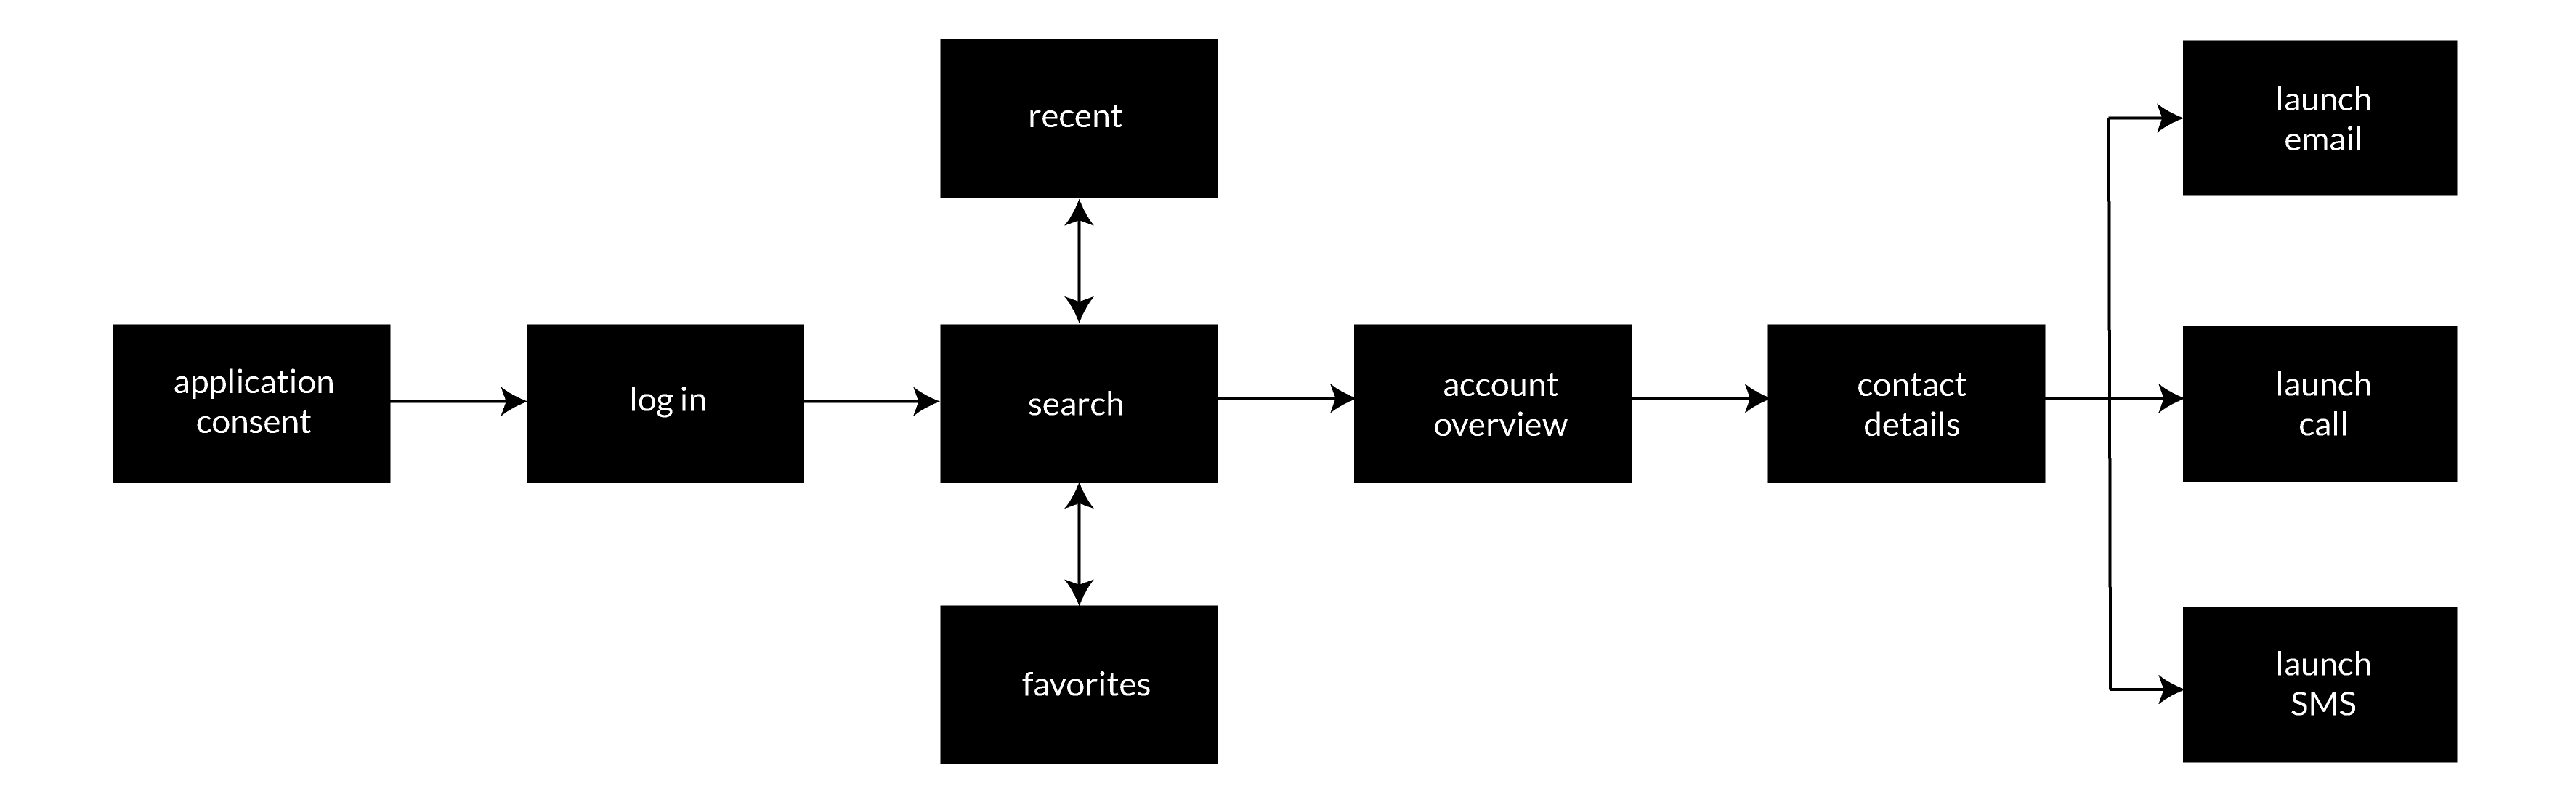 recent
launch
email
application
consent
log in
search
account
overview
contact
details
launch
call
favorites
launch
SMS